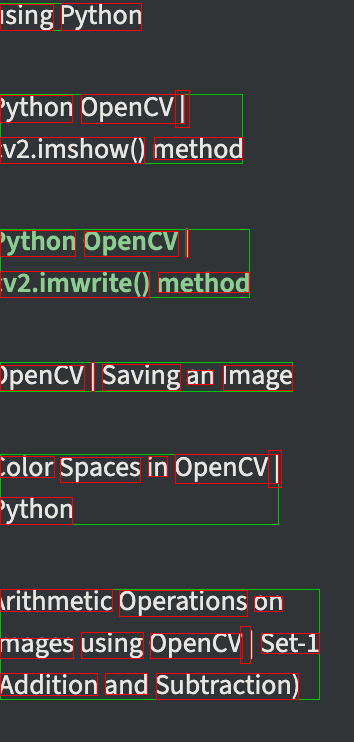 using Python
Python OpenCV |
cv2.imshow() method
Python OpenCV |
cv2.imwrite() method
OpenCV | Saving an Image
Color Spaces in OpenCV |
Python
Arithmetic Operations on
Images using OpenCV | Set-1
(Addition and Subtraction)